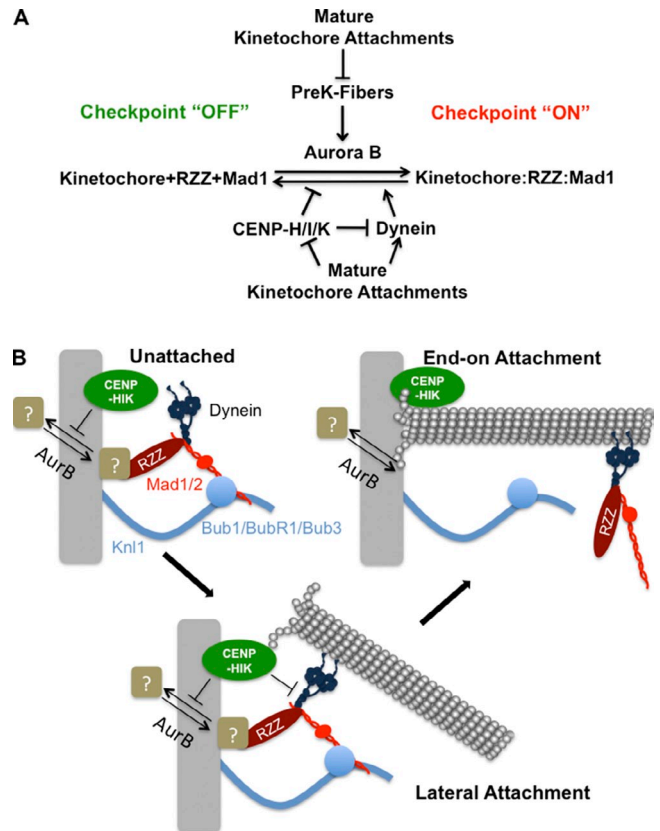 A
Mature
Kinetochore Attachments
PreK-Fibers
Checkpoint "OFF"
Checkpoint "ON"
Aurora B
Kinetochore+RZZ+Mad1
Kinetochore:RZZ:Mad1
CENP-H/I/K
Dynein
Mature
Kinetochore Attachments
B
Unattached
CENP
-HIK
?
Dynein
AurB
?
RZZ
Mad1/2
Bub1/BubR1/Bub3
Knl1
End-on Attachment
CENP
-HIK
?
AurB
RZZ
CENP
-HIK
?
AurB
?
RZZ
Lateral Attachment